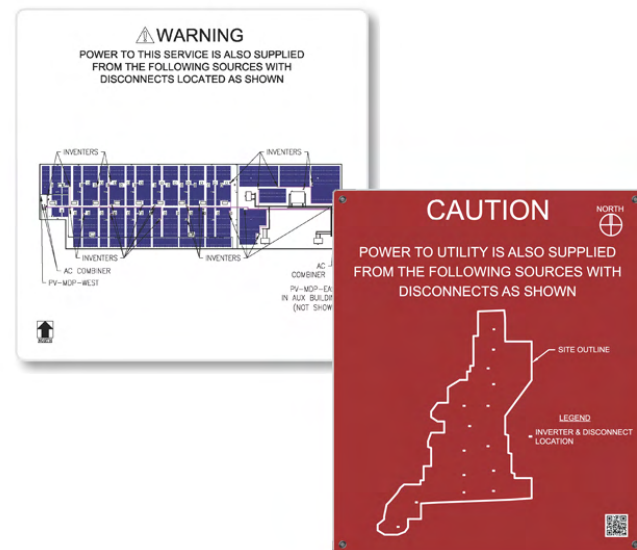 WARNING
POWER TO THIS SERVICE IS ALSO SUPPLIED
FROM THE FOLLOWING SOURCES WITH
DISCONNECTS LOCATED AS SHOWN
INVENTERS
INVENTERS
INVENTERS
INVENTERS
AC COMBINER
PV-MDP-WEST
AC
COMBINER
IN AUX
(NOT
CAUTION
NORTH
POWER TO UTILITY IS ALSO SUPPLIED
FROM THE FOLLOWING SOURCES WITH
DISCONNECTS AS SHOWN
SITE OUTLINE
LEGEND
INVERTER & DISCONNECT
LOCATION